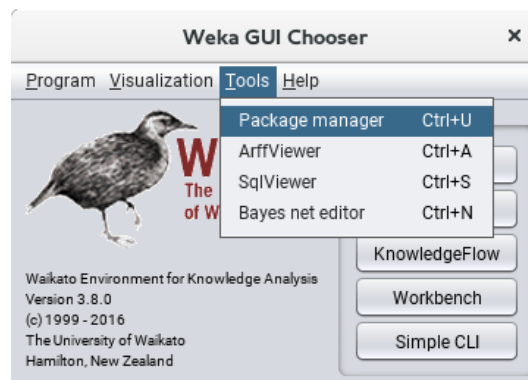 Weka GUI Chooser ×
Program Visualization Tools Help
Package manager Ctrl+U
ArffViewer Ctrl+A
SqlViewer Ctrl+S
Bayes net editor Ctrl+N
W
The
of W
KnowledgeFlow
Workbench
Simple CLI
Waikato Environment for Knowledge Analysis
Version 3.8.0
(c) 1999 - 2016
The University of Waikato
Hamilton, New Zealand